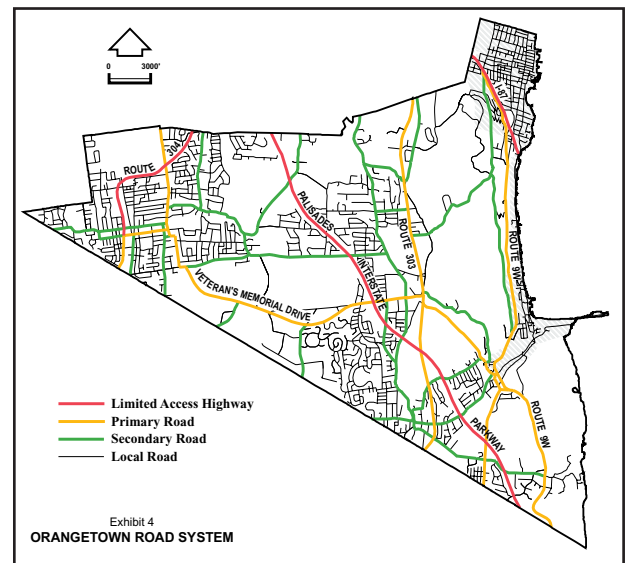 0 3000'
I-87
ROUTE 304
PALISADES
INTERSTATE
PARKWAY
ROUTE 303
ROUTE 9W
VETERAN'S MEMORIAL DRIVE
ROUTE 9W
Limited Access Highway
Primary Road
Secondary Road
Local Road
Exhibit 4
ORANGETOWN ROAD SYSTEM